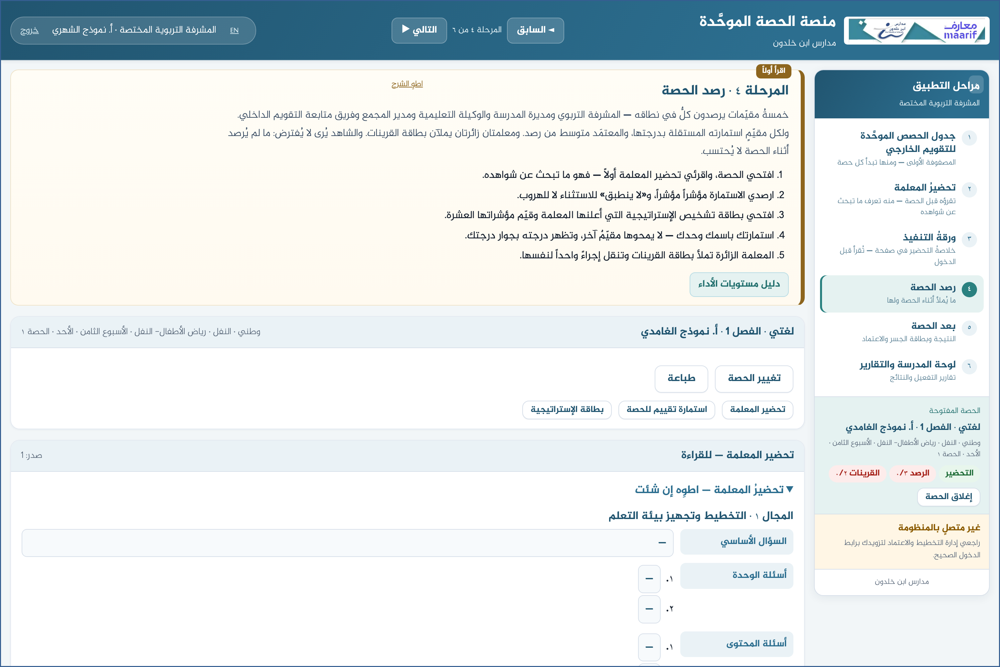 معارف
maarif
مدارس
ابن خلدون
منصة الحصة الموحَّدة
مدارس ابن خلدون
◄ السابق
المرحلة ٤ من ٦
التالي ▶
EN
المشرفة التربوية المختصة · أ. نموذج الشهري
خروج
مراحل التطبيق
المشرفة التربوية المختصة
١
جدول الحصص الموحَّدة
للتقويم الخارجي
المصفوفة الأولى — ومنها تبدأ كل حصة
٢
تحضيرُ المعلمة
تقرؤه قبل الحصة — منه تعرف ما تبحث
عن شواهده
٣
ورقةُ التنفيذ
خلاصةُ التحضير في صفحة — تُقرأ قبل
الدخول
٤
رصد الحصة
ما يُملأ أثناء الحصة ولها
٥
بعد الحصة
النتيجة وبطاقة الجسر والاعتماد
٦
لوحة المدرسة والتقارير
تقارير التفعيل والنتائج
الحصة المفتوحة
لغتي · الفصل 1 · أ. نموذج الغامدي
وطني · النفل · رياض الأطفال- النفل · الأسبوع الثامن ·
الأحد · الحصة ١
التحضير
الرصد ٠/٣
القرينات ٠/٢
إغلاق الحصة
غير متصلٍ بالمنظومة
راجعي إدارة التخطيط والاعتماد لتزويدك برابط
الدخول الصحيح.
مدارس ابن خلدون
اقرأ أولاً
المرحلة ٤ · رصد الحصة
اطوِ الشرح
خمسةُ مقيّمات يرصدون كلٌّ في نطاقه — المشرفة التربوي ومديرة المدرسة والوكيلة التعليمية ومدير المجمع وفريق متابعة التقويم الداخلي.
ولكل مقيّمٍ استمارته المستقلة بدرجتها، والمعتمَد متوسط من رصد. ومعلمتان زائرتان يملآن بطاقة القرينات. والشاهد يُرى لا يُفترض: ما لم يُرصد
أثناء الحصة لا يُحتسب.
1. افتحي الحصة، واقرئي تحضير المعلمة أولاً — فهو ما تبحث عن شواهده.
2. ارصدي الاستمارة مؤشراً مؤشراً، و«لا ينطبق» للاستثناء لا للهروب.
3. افتحي بطاقة تشخيص الإستراتيجية التي أعلنها المعلمة وقيّم مؤشراتها العشرة.
4. استمارتك باسمك وحدك — لا يمحوها مقيّمُ آخر، وتظهر درجته بجوار درجتك.
5. المعلمة الزائرة تملأ بطاقة القرينات وتنقل إجراءً واحداً لنفسها.
دليل مستويات الأداء
لغتي · الفصل 1 · أ. نموذج الغامدي
وطني · النفل · رياض الأطفال- النفل · الأسبوع الثامن · الأحد · الحصة ١
تغيير الحصة
طباعة
تحضير المعلمة
استمارة تقييم للحصة
بطاقة الإستراتيجية
تحضير المعلمة — للقراءة
صدر: 1
▼ تحضيرُ المعلمة — اطوِه إن شئت
المجال ١ · التخطيط وتجهيز بيئة التعلم
السؤال الأساسي
—
أسئلة الوحدة
١. —
٢. —
أسئلة المحتوى
١. —